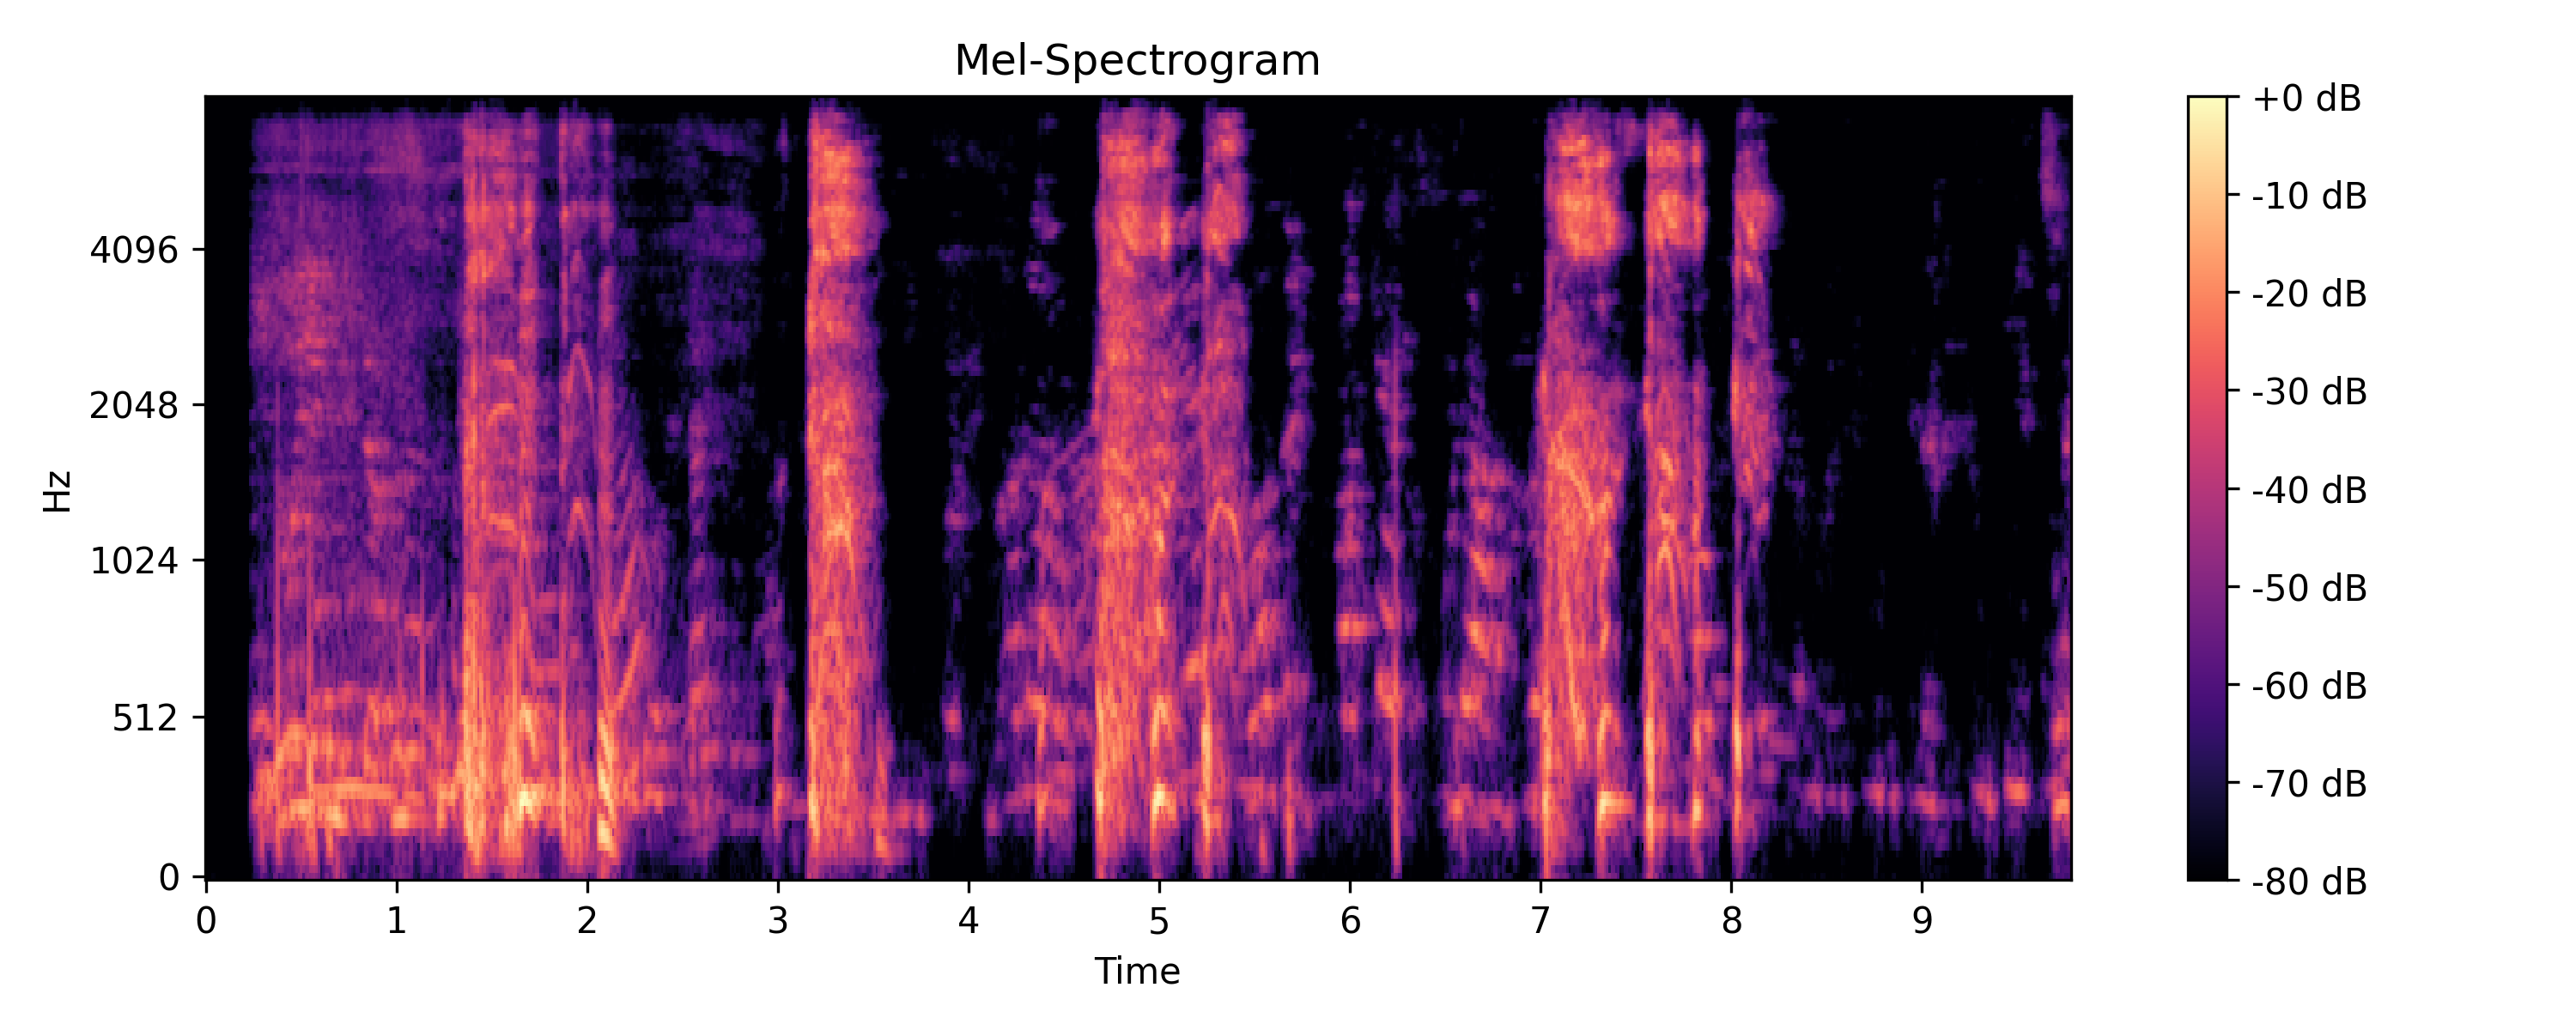 Mel-Spectrogram
+0 dB
-10 dB
-20 dB
-30 dB
-40 dB
-50 dB
-60 dB
-70 dB
-80 dB
4096
2048
1024
512
0
Hz
0 1 2 3 4 5 6 7 8 9
Time